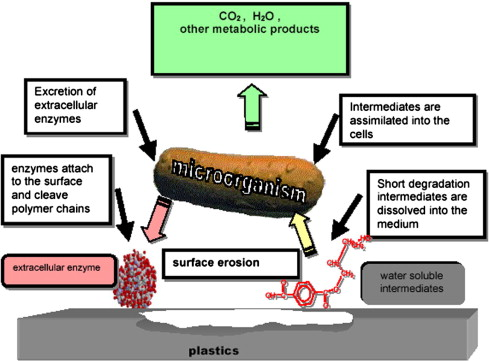 CO2, H2O,
other metabolic products
Excretion of
extracellular
enzymes
Intermediates are
assimilated into the
cells
microorganism
enzymes attach
to the surface
and cleave
polymer chains
Short degradation
intermediates are
dissolved into the
medium
extracellular enzyme
surface erosion
water soluble
intermediates
plastics